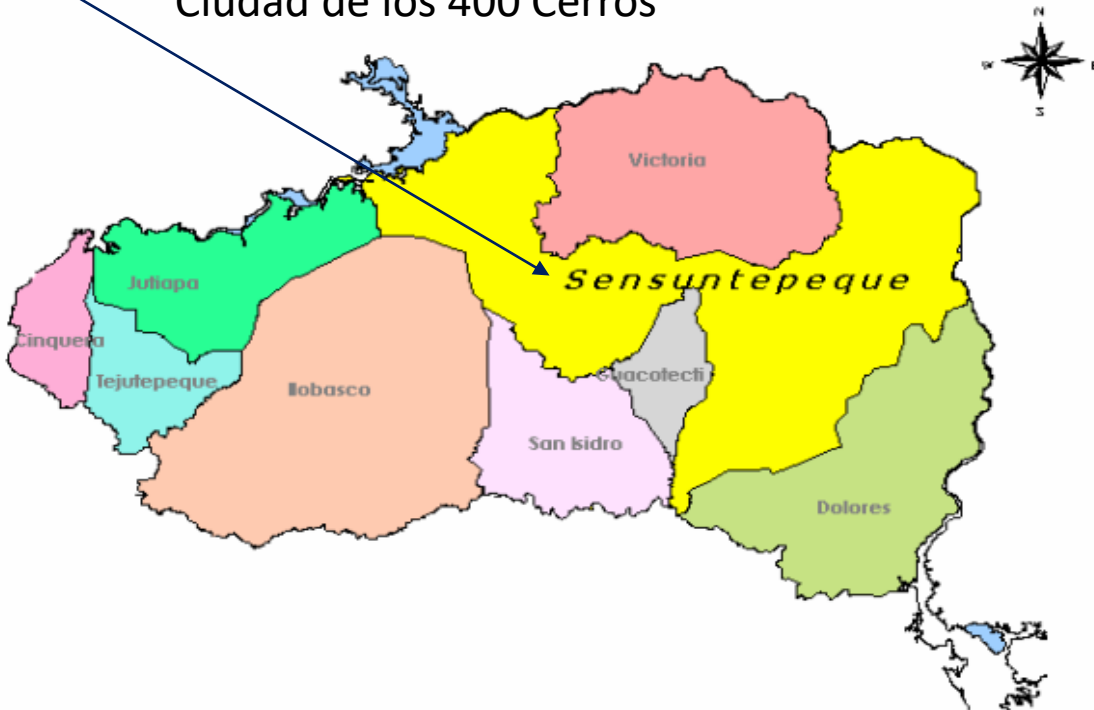 Ciudad de los 400 Cerros
N
S
Victoria
Sensuntepeque
Jutiapa
Cinquera
Tejutepeque
Ilobasco
Guacotecti
San Isidro
Dolores